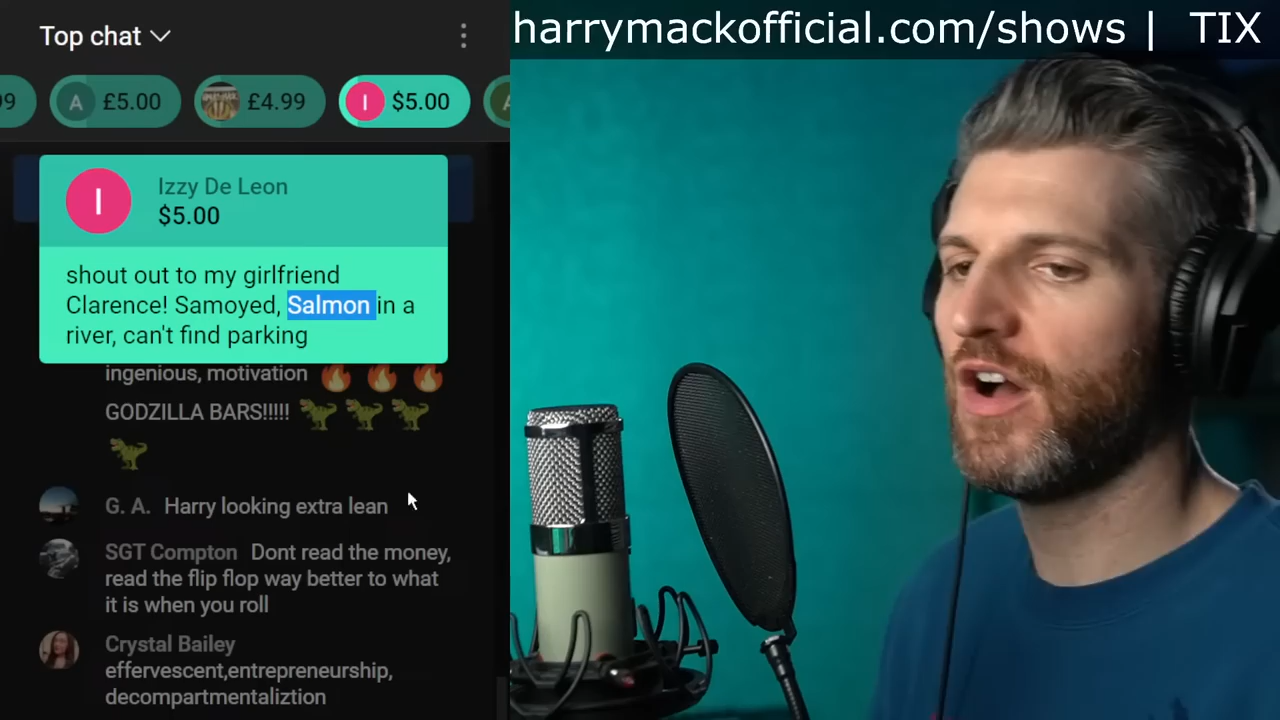 harrymackofficial.com/shows | TIX
Top chat
99
A £5.00
£4.99
I $5.00
A
I
Izzy De Leon
$5.00
shout out to my girlfriend
Clarence! Samoyed, Salmon in a
river, can't find parking
ingenious, motivation
GODZILLA BARS!!!!!
G. A. Harry looking extra lean
SGT Compton Dont read the money,
read the flip flop way better to what
it is when you roll
Crystal Bailey
effervescent,entrepreneurship,
decompartmentaliztion